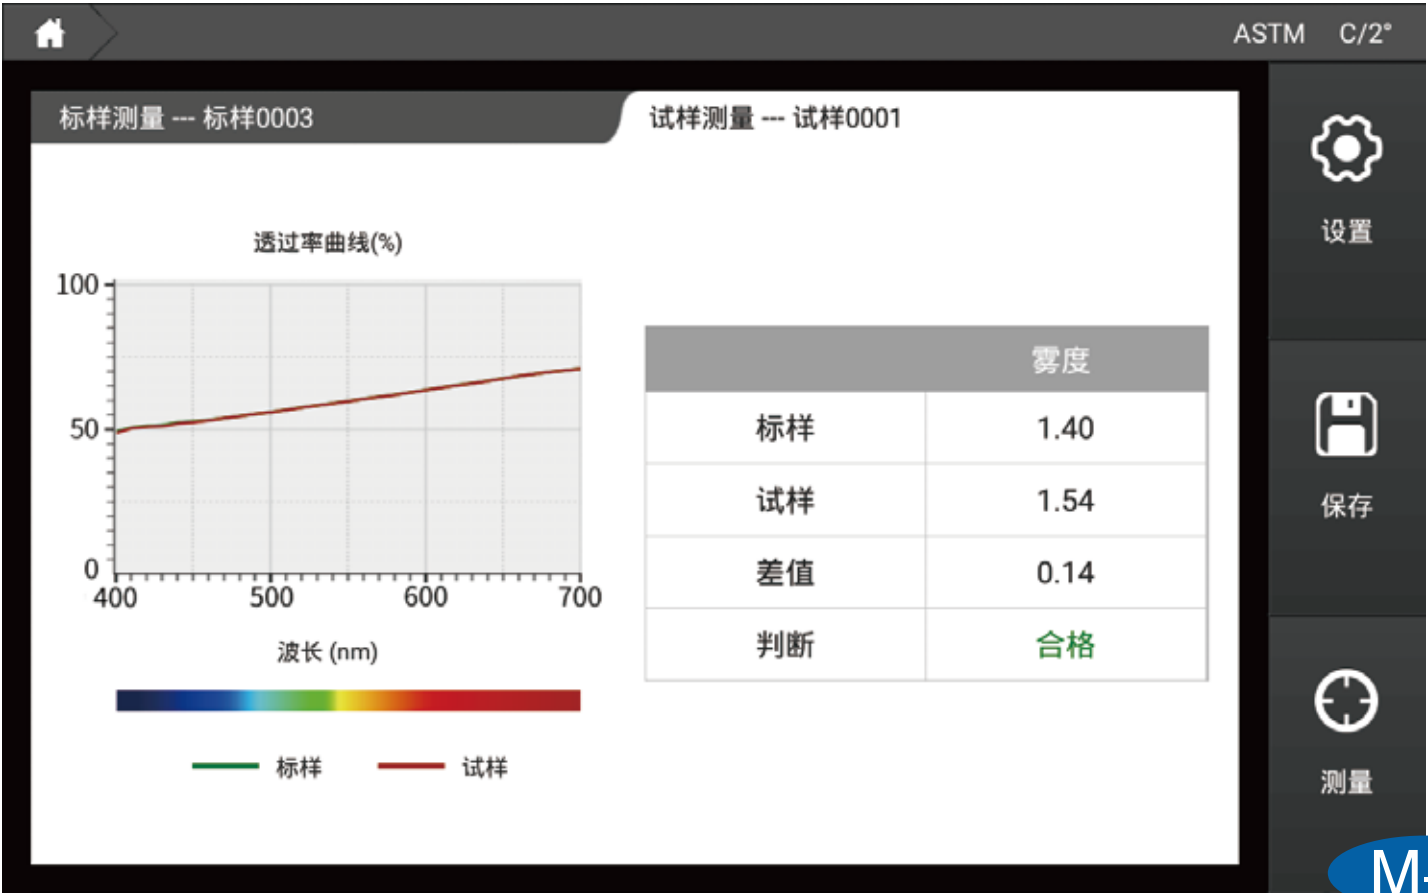 ASTM C/2°
标样测量 --- 标样0003
试样测量 --- 试样0001
设置
透过率曲线(%)
100
50
0
400 500 600 700
波长 (nm)
标样 试样
雾度
标样 1.40
试样 1.54
差值 0.14
判断 合格
保存
测量
M-